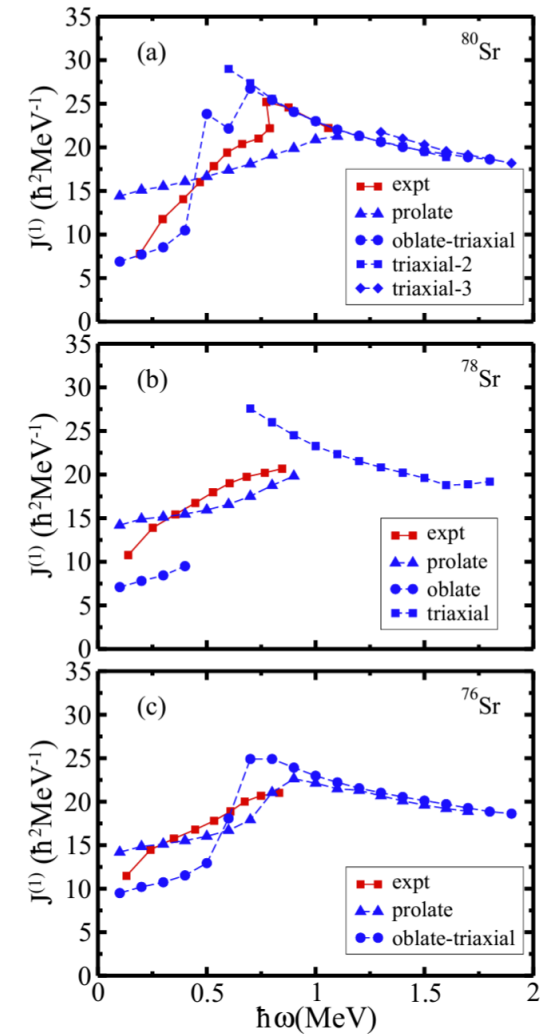 35
(a)
⁸⁰Sr
30
25
20
15
10
5
0
J⁽¹⁾ (ħ²MeV⁻¹)
expt
prolate
oblate-triaxial
triaxial-2
triaxial-3
35
(b)
⁷⁸Sr
30
25
20
15
10
5
0
J⁽¹⁾ (ħ²MeV⁻¹)
expt
prolate
oblate
triaxial
35
(c)
⁷⁶Sr
30
25
20
15
10
5
0
J⁽¹⁾ (ħ²MeV⁻¹)
expt
prolate
oblate-triaxial
0 0.5 1 1.5 2
ħω(MeV)